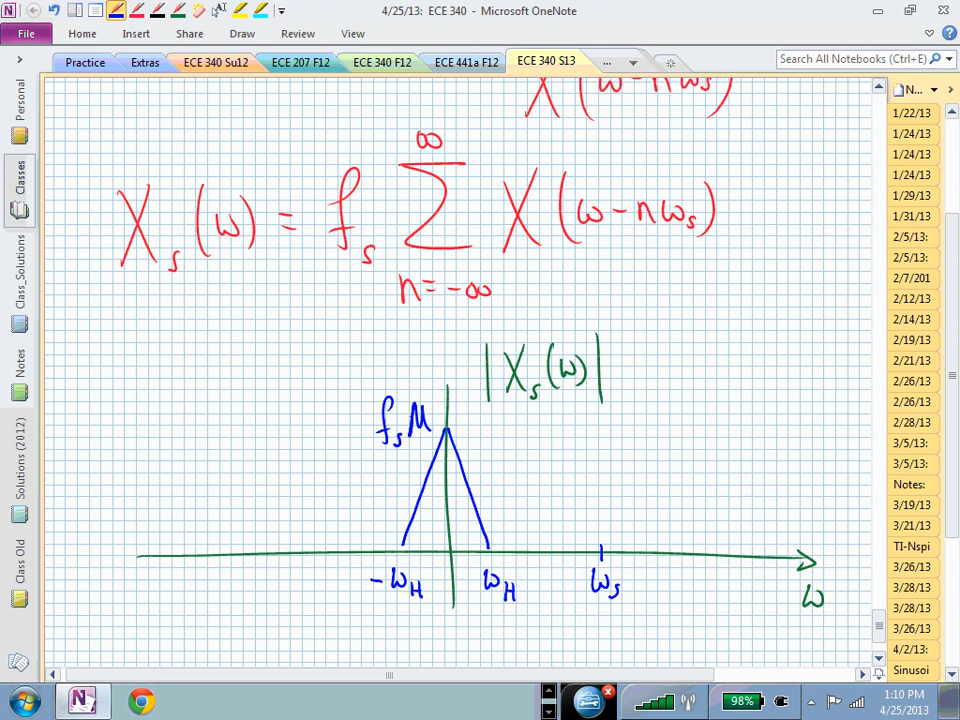 4/25/13: ECE 340 - Microsoft OneNote
File Home Insert Draw Review View
Practice Extras ECE 340 Su12 ECE 207 F12 ECE 340 F12 ECE 441a F12 ECE 340 S13 ...
Search All Notebooks (Ctrl+E)
Personal
Classes
Class_Solutions
Notes
Solutions (2012)
Class Old
N...
1/22/13
1/24/13
1/24/13
1/24/13
1/29/13
1/31/13
2/5/13:
2/5/13:
2/7/201
2/12/13
2/14/13
2/19/13
2/21/13
2/26/13
2/26/13
2/28/13
3/5/13:
3/5/13:
Notes:
3/19/13
3/21/13
TI-Nspi
3/26/13
3/28/13
3/28/13
3/26/13
4/2/13:
Sinusoi
X(ω-nωs)
Xs(ω) = fs ∞∑n=-∞ X(ω-nωs)
|Xs(ω)|
fsM
-ωH ωH ωs ω
98%
1:10 PM
4/25/2013